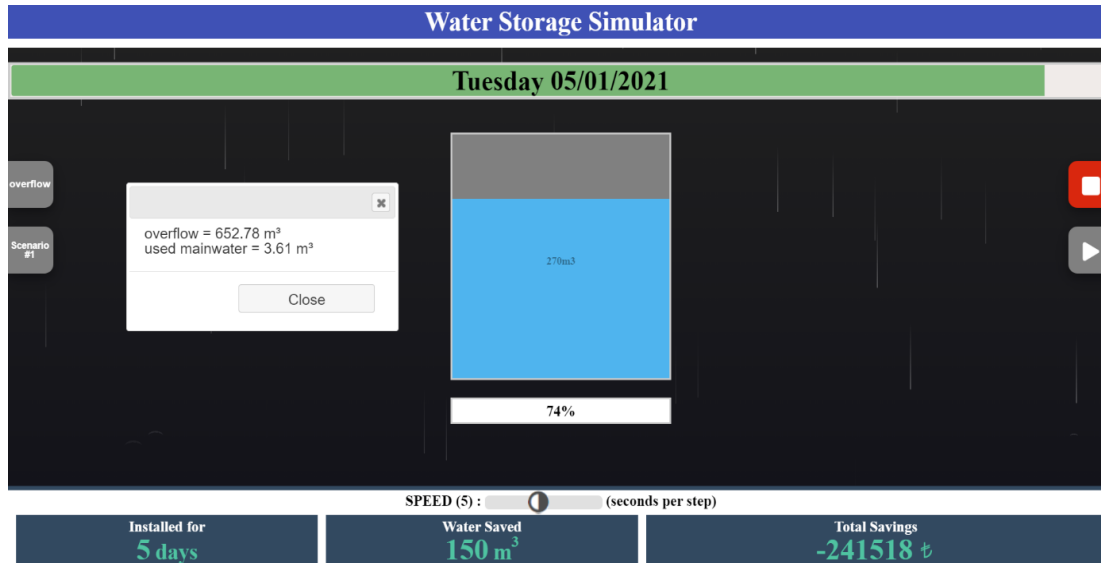 Water Storage Simulator
Tuesday 05/01/2021
overflow
Scenario
#1
overflow = 652.78 m³
used mainwater = 3.61 m³
Close
270m3
74%
SPEED (5) : (seconds per step)
Installed for
5 days
Water Saved
150 m³
Total Savings
-241518 ₺